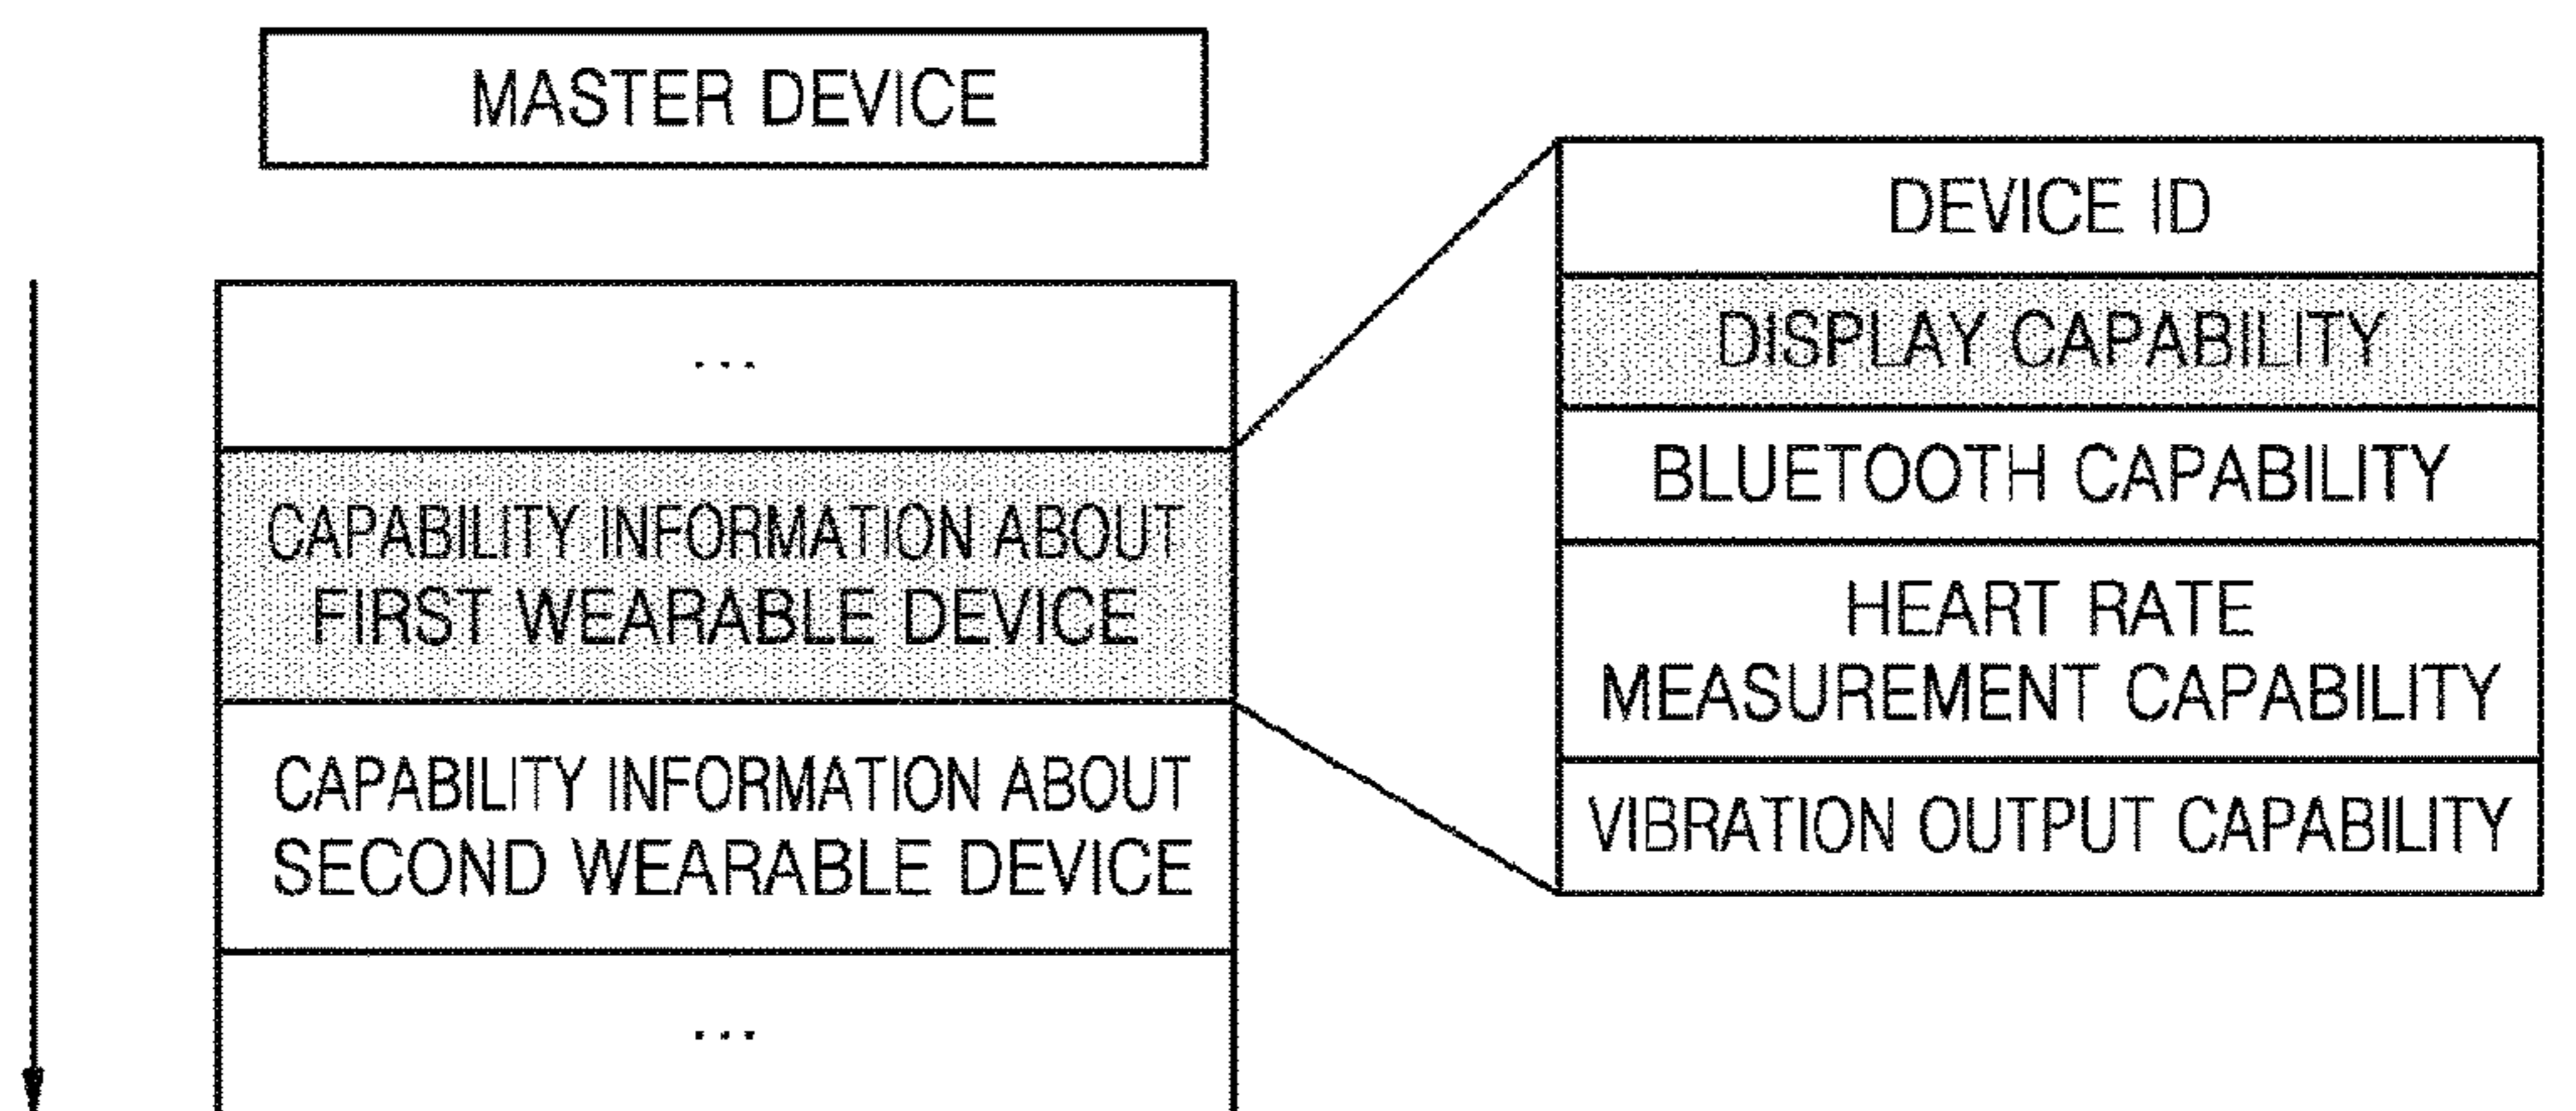 MASTER DEVICE
...
CAPABILITY INFORMATION ABOUT
FIRST WEARABLE DEVICE
CAPABILITY INFORMATION ABOUT
SECOND WEARABLE DEVICE
...
DEVICE ID
DISPLAY CAPABILITY
BLUETOOTH CAPABILITY
HEART RATE
MEASUREMENT CAPABILITY
VIBRATION OUTPUT CAPABILITY